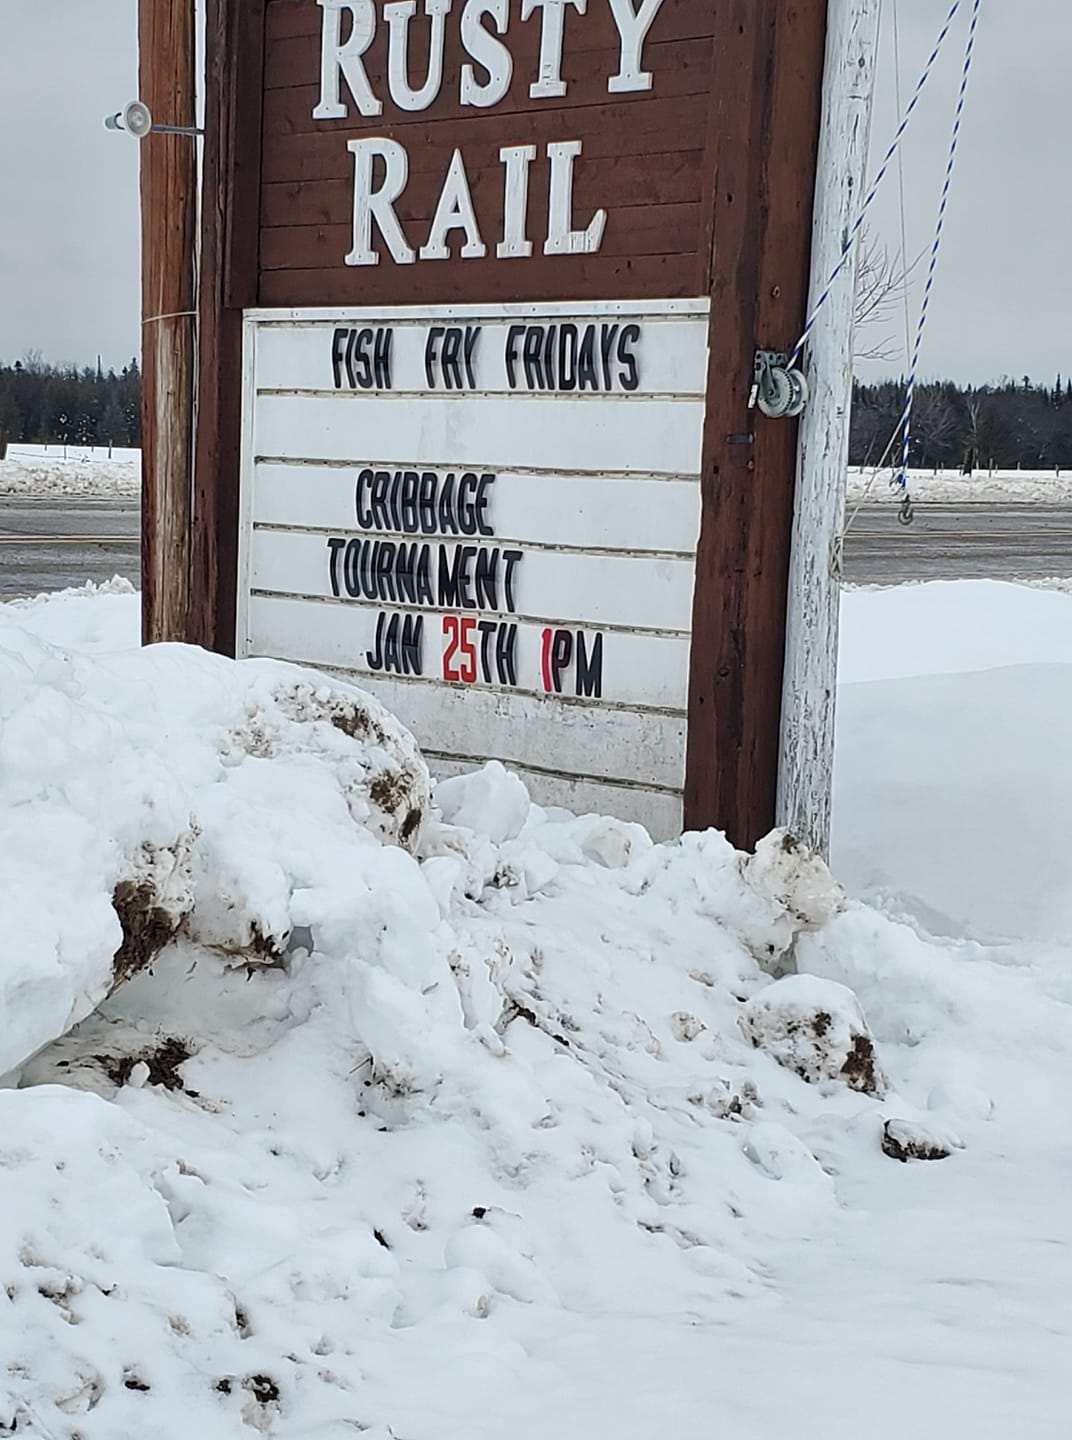 RUSTY
RAIL
FISH FRY FRIDAYS
CRIBBAGE
TOURNAMENT
JAN 25TH 1PM